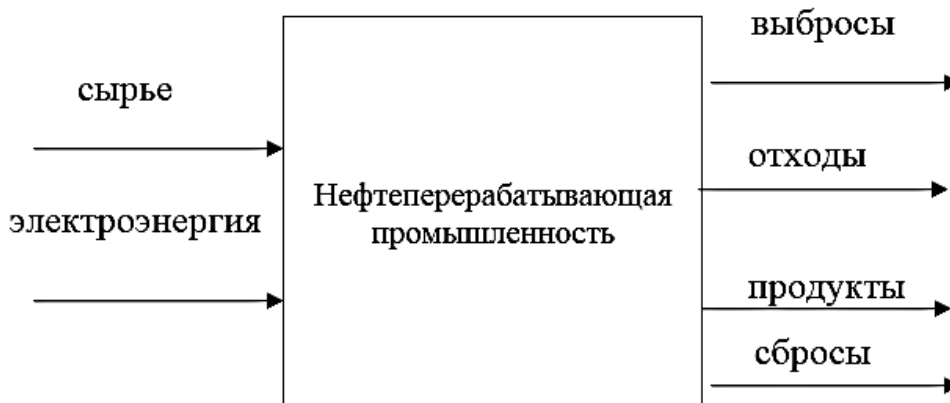 сырье
электроэнергия
Нефтеперерабатывающая
промышленность
выбросы
отходы
продукты
сбросы